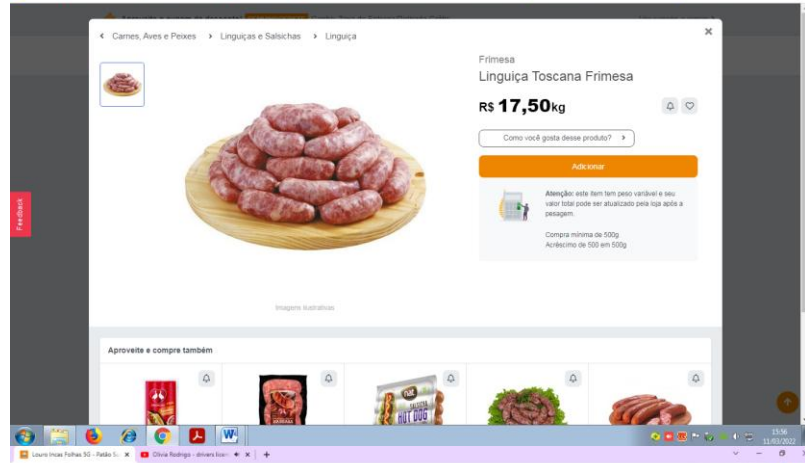 Carnes, Aves e Peixes > Linguiças e Salsichas > Linguiça
Frimesa
Linguiça Toscana Frimesa
R$ 17,50kg
Como você gosta desse produto?
Adicionar
Atenção: este item tem peso variável e seu
valor total pode ser atualizado pela loja após a
pesagem.
Compra mínima de 500g
Acréscimo de 500 em 500g
Feedback
Imagens ilustrativas
Aproveite e compre também
nat
SALSICHA
HOT DOG
15:56
11/03/2022
Louro Incas Folhas 5G - Patão S
Olivia Rodrigo - drivers licen